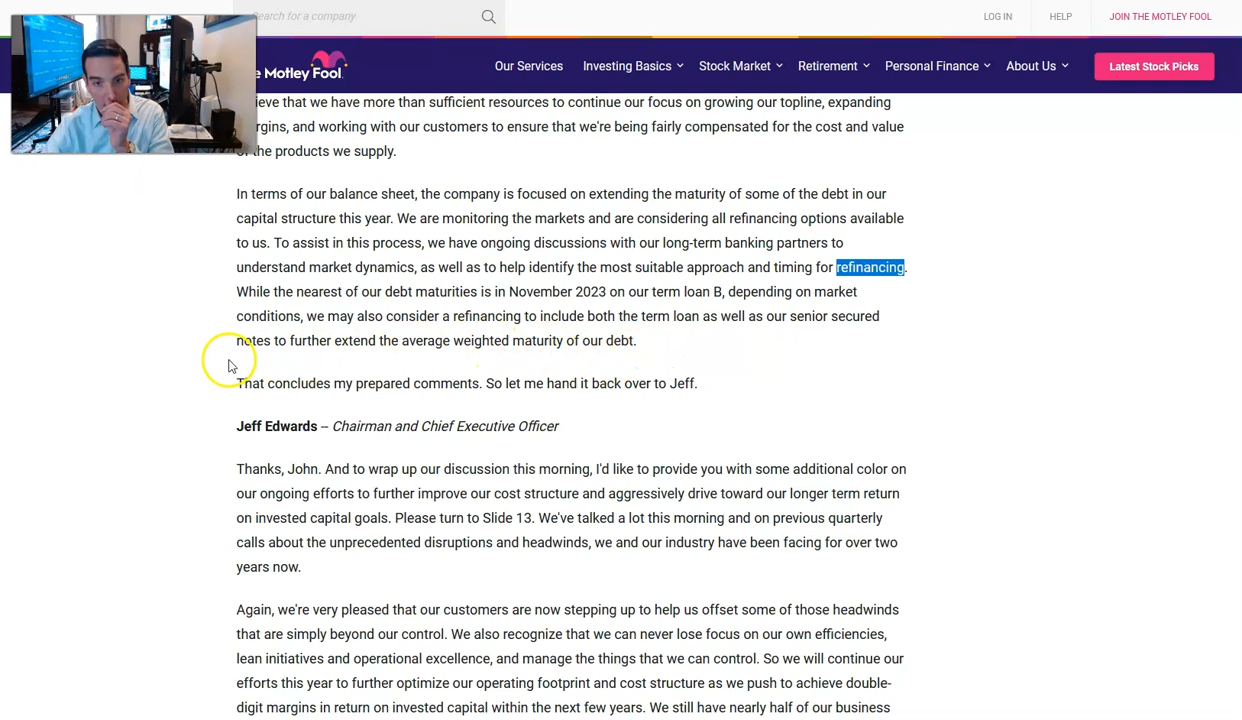 Search for a company
LOG IN
HELP
JOIN THE MOTLEY FOOL
Motley Fool.
Our Services
Investing Basics
Stock Market
Retirement
Personal Finance
About Us
Latest Stock Picks
that we have more than sufficient resources to continue our focus on growing our topline, expanding
and working with our customers to ensure that we're being fairly compensated for the cost and value
the products we supply.
In terms of our balance sheet, the company is focused on extending the maturity of some of the debt in our
capital structure this year. We are monitoring the markets and are considering all refinancing options available
to us. To assist in this process, we have ongoing discussions with our long-term banking partners to
understand market dynamics, as well as to help identify the most suitable approach and timing for refinancing.
While the nearest of our debt maturities is in November 2023 on our term loan B, depending on market
conditions, we may also consider a refinancing to include both the term loan as well as our senior secured
notes to further extend the average weighted maturity of our debt.
That concludes my prepared comments. So let me hand it back over to Jeff.
Jeff Edwards -- Chairman and Chief Executive Officer
Thanks, John. And to wrap up our discussion this morning, I'd like to provide you with some additional color on
our ongoing efforts to further improve our cost structure and aggressively drive toward our longer term return
on invested capital goals. Please turn to Slide 13. We've talked a lot this morning and on previous quarterly
calls about the unprecedented disruptions and headwinds, we and our industry have been facing for over two
years now.
Again, we're very pleased that our customers are now stepping up to help us offset some of those headwinds
that are simply beyond our control. We also recognize that we can never lose focus on our own efficiencies,
lean initiatives and operational excellence, and manage the things that we can control. So we will continue our
efforts this year to further optimize our operating footprint and cost structure as we push to achieve double-
digit margins in return on invested capital within the next few years. We still have nearly half of our business